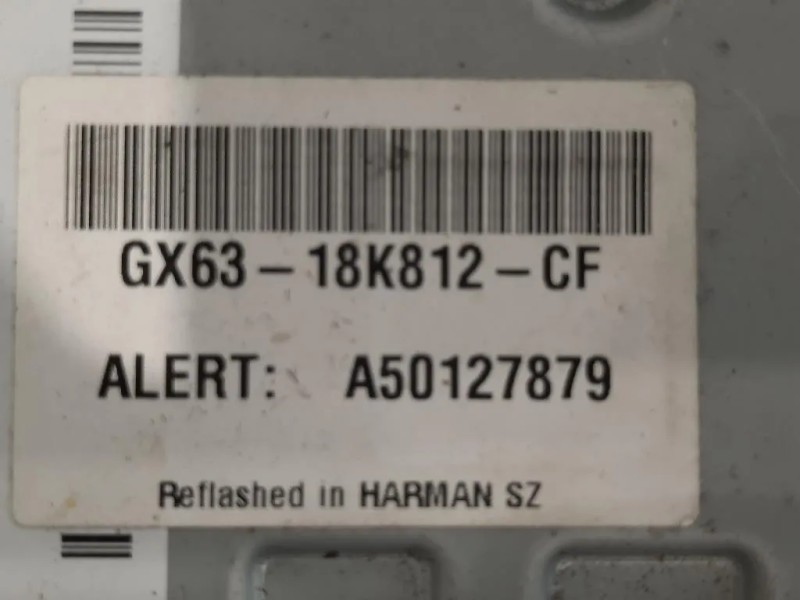 GX63-18K812-CF
ALERT: A50127879
Reflashed in HARMAN SZ